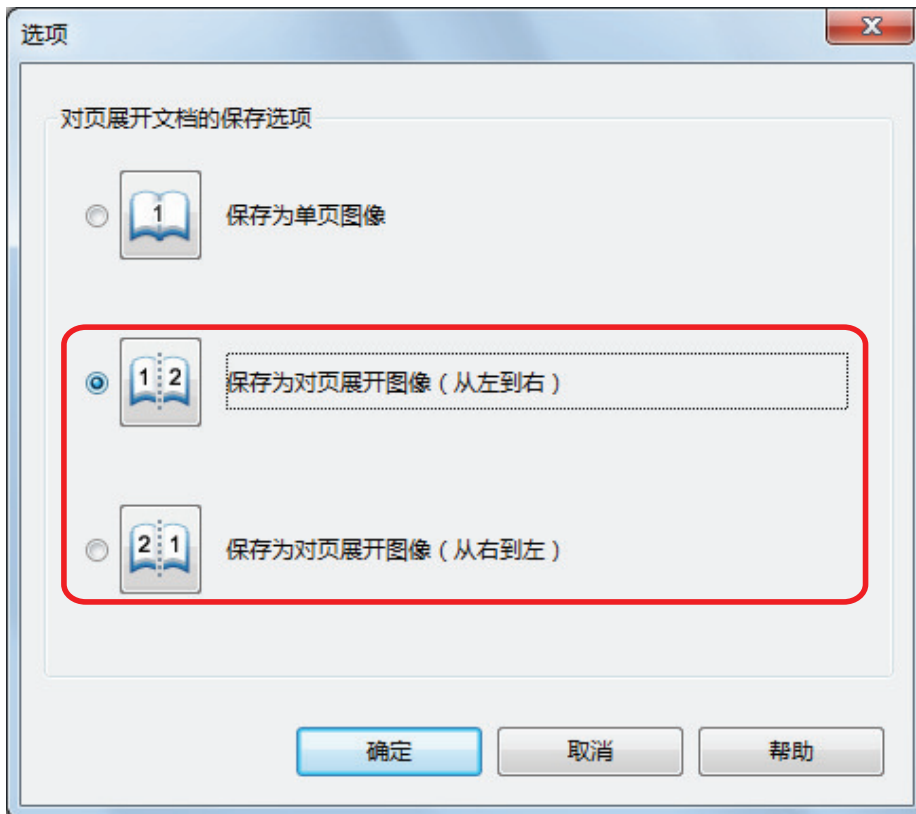 选项
X
对页展开文档的保存选项
1
保存为单页图像
1 2
保存为对页展开图像（从左到右）
2 1
保存为对页展开图像（从右到左）
确定
取消
帮助